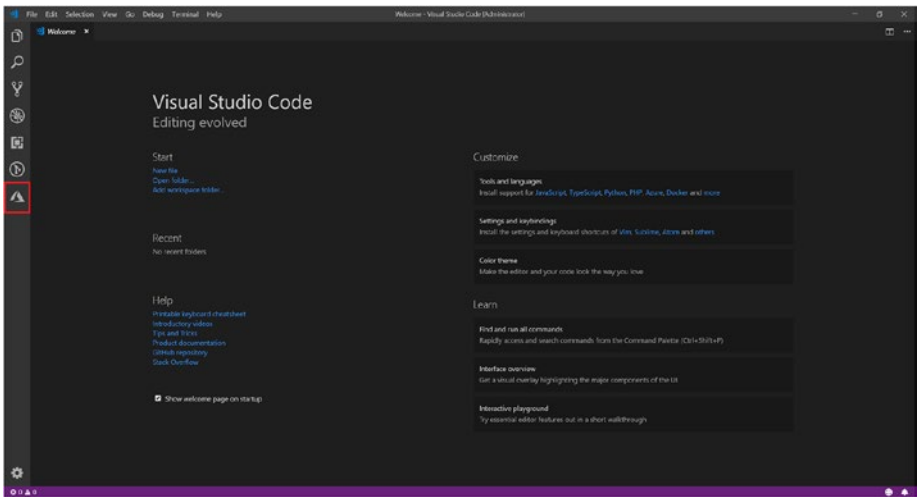 File Edit Selection View Go Debug Terminal Help
Welcome - Visual Studio Code [Administrator]
Welcome ×
Visual Studio Code
Editing evolved
Start
New file
Open folder...
Add workspace folder...
Recent
No recent folders
Help
Printable keyboard cheatsheet
Introductory videos
Tips and Tricks
Product documentation
GitHub repository
Stack Overflow
Show welcome page on startup
Customize
Tools and languages
Install support for JavaScript, TypeScript, Python, PHP, Azure, Docker and more
Settings and keybindings
Install the settings and keyboard shortcuts of Vim, Sublime, Atom and others
Color theme
Make the editor and your code look the way you love
Learn
Find and run all commands
Rapidly access and search commands from the Command Palette (Ctrl+Shift+P)
Interface overview
Get a visual overlay highlighting the major components of the UI
Interactive playground
Try essential editor features out in a short walkthrough
0 0